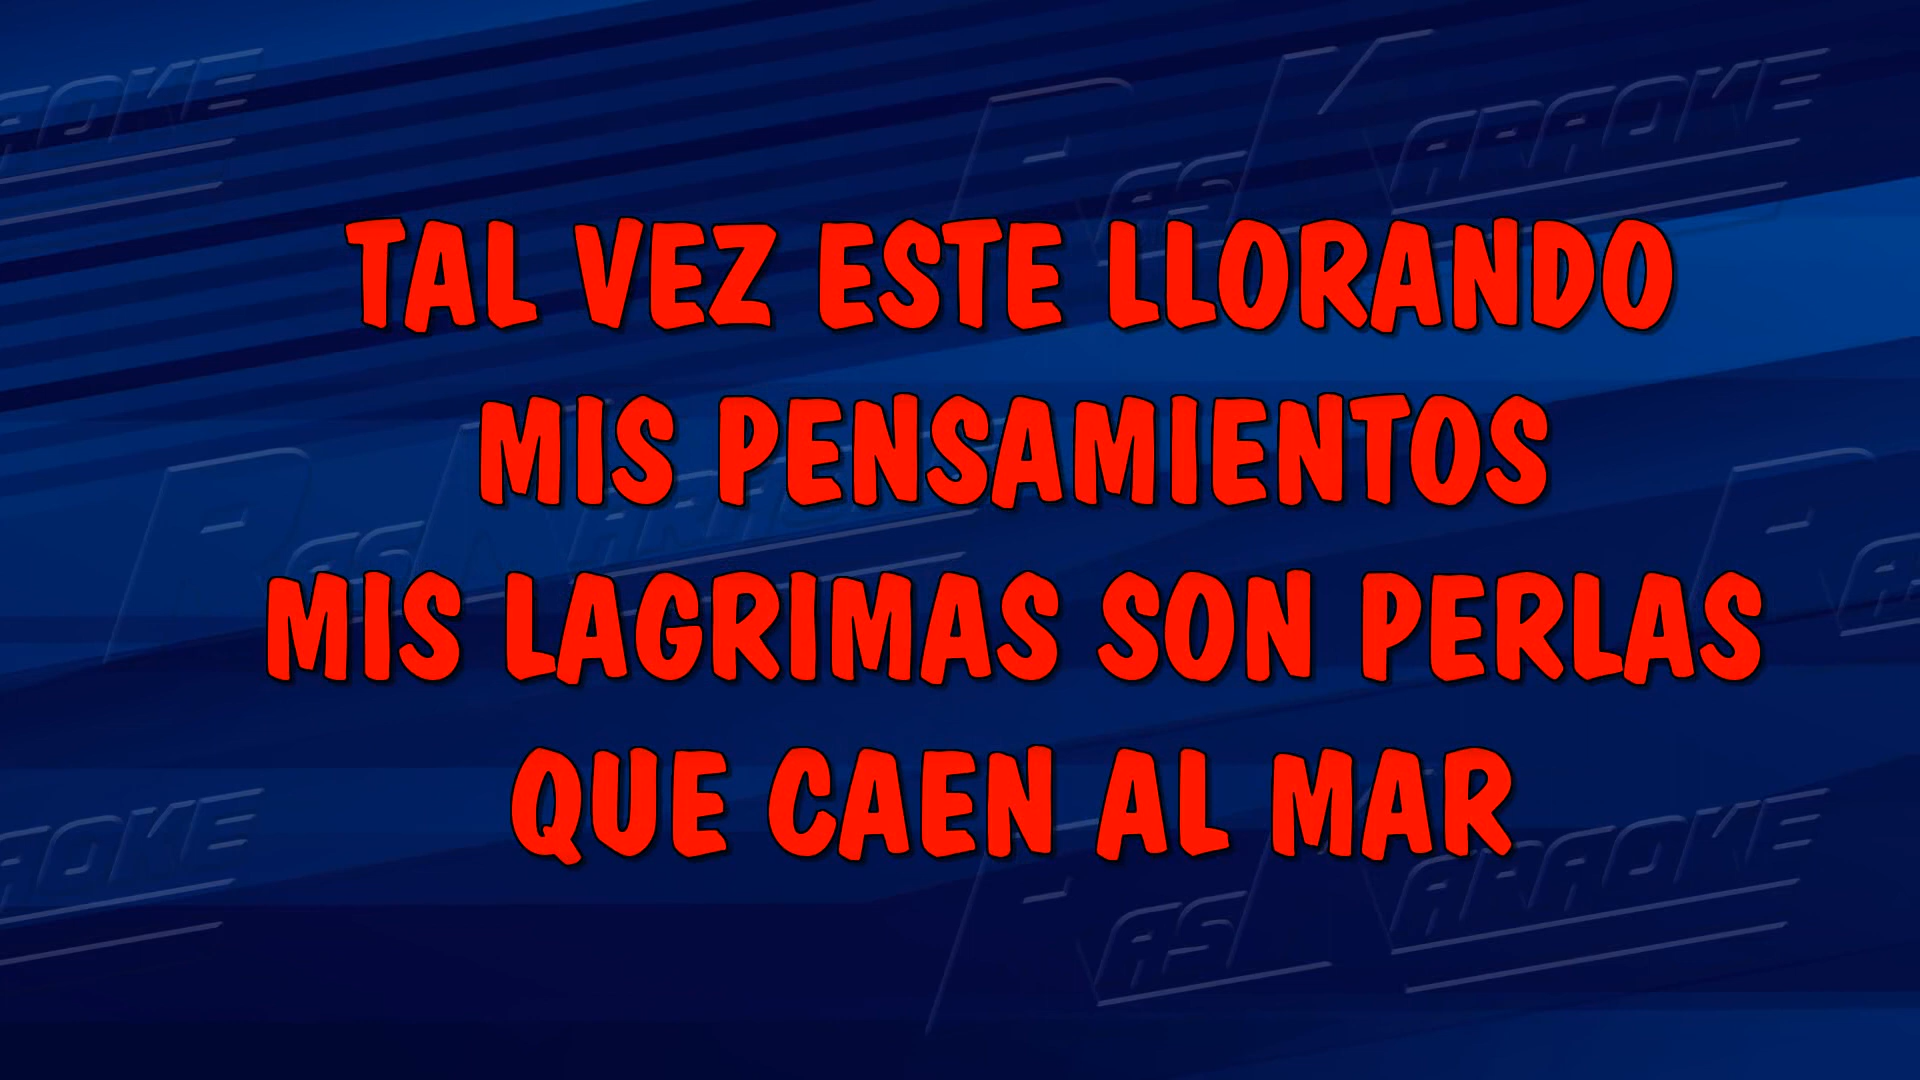 TAL VEZ ESTE LLORANDO
MIS PENSAMIENTOS
MIS LAGRIMAS SON PERLAS
QUE CAEN AL MAR